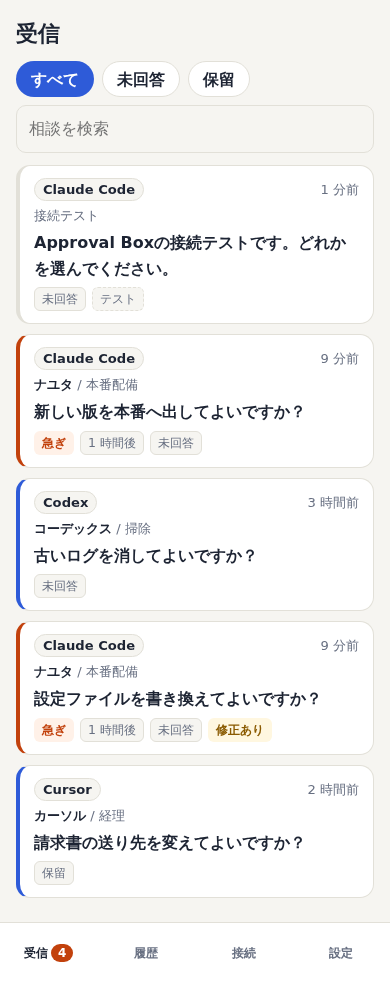 受信
すべて 未回答 保留
相談を検索
Claude Code 1 分前
接続テスト
Approval Boxの接続テストです。どれか
を選んでください。
未回答 テスト
Claude Code 9 分前
ナユタ / 本番配備
新しい版を本番へ出してよいですか？
急ぎ 1 時間後 未回答
Codex 3 時間前
コーデックス / 掃除
古いログを消してよいですか？
未回答
Claude Code 9 分前
ナユタ / 本番配備
設定ファイルを書き換えてよいですか？
急ぎ 1 時間後 未回答 修正あり
Cursor 2 時間前
カーソル / 経理
請求書の送り先を変えてよいですか？
保留
受信 4 履歴 接続 設定